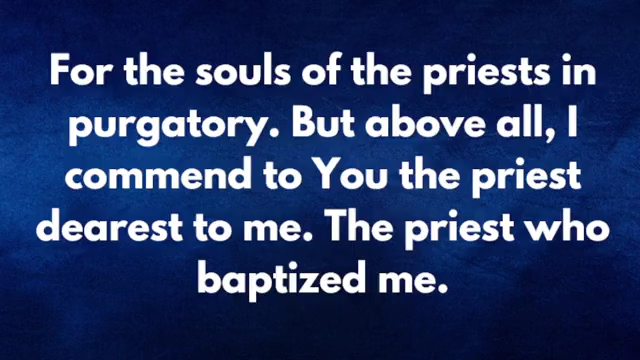 For the souls of the priests in
purgatory. But above all, I
commend to You the priest
dearest to me. The priest who
baptized me.